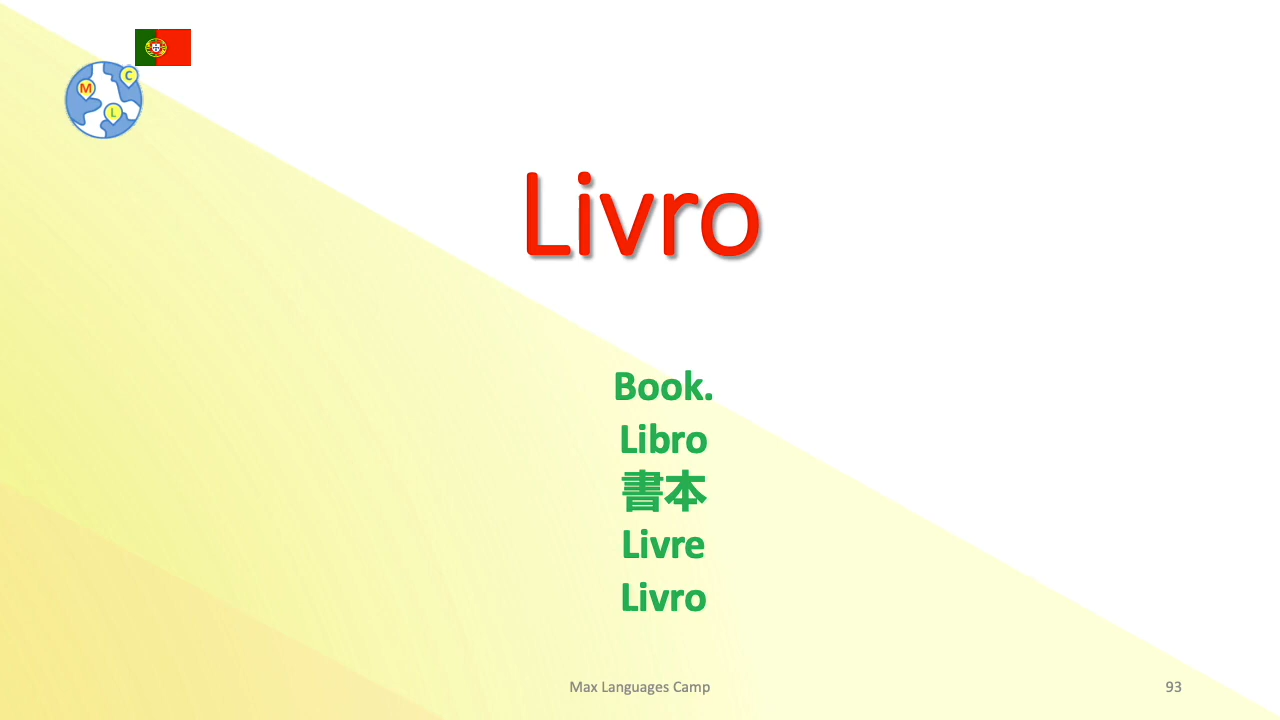 C
M
L
Livro
Book.
Libro
書本
Livre
Livro
Max Languages Camp
93